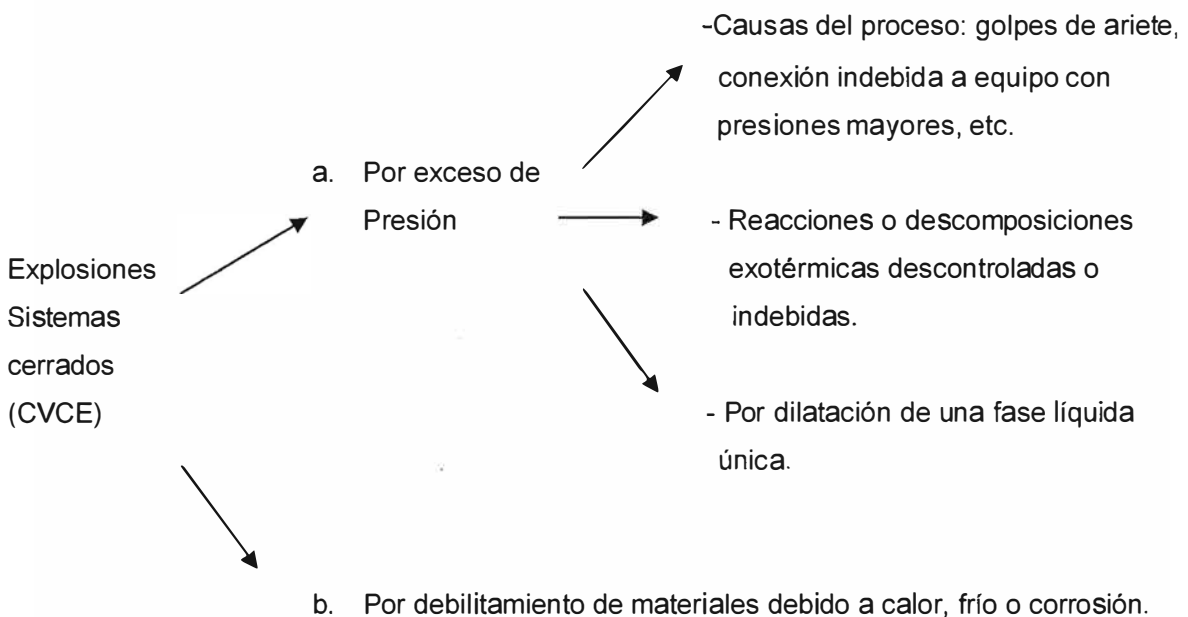 -Causas del proceso: golpes de ariete,
conexión indebida a equipo con
presiones mayores, etc.
a. Por exceso de
Presión
- Reacciones o descomposiciones
exotérmicas descontroladas o
indebidas.
Explosiones
Sistemas
cerrados
(CVCE)
- Por dilatación de una fase líquida
única.
b. Por debilitamiento de materiales debido a calor, frío o corrosión.